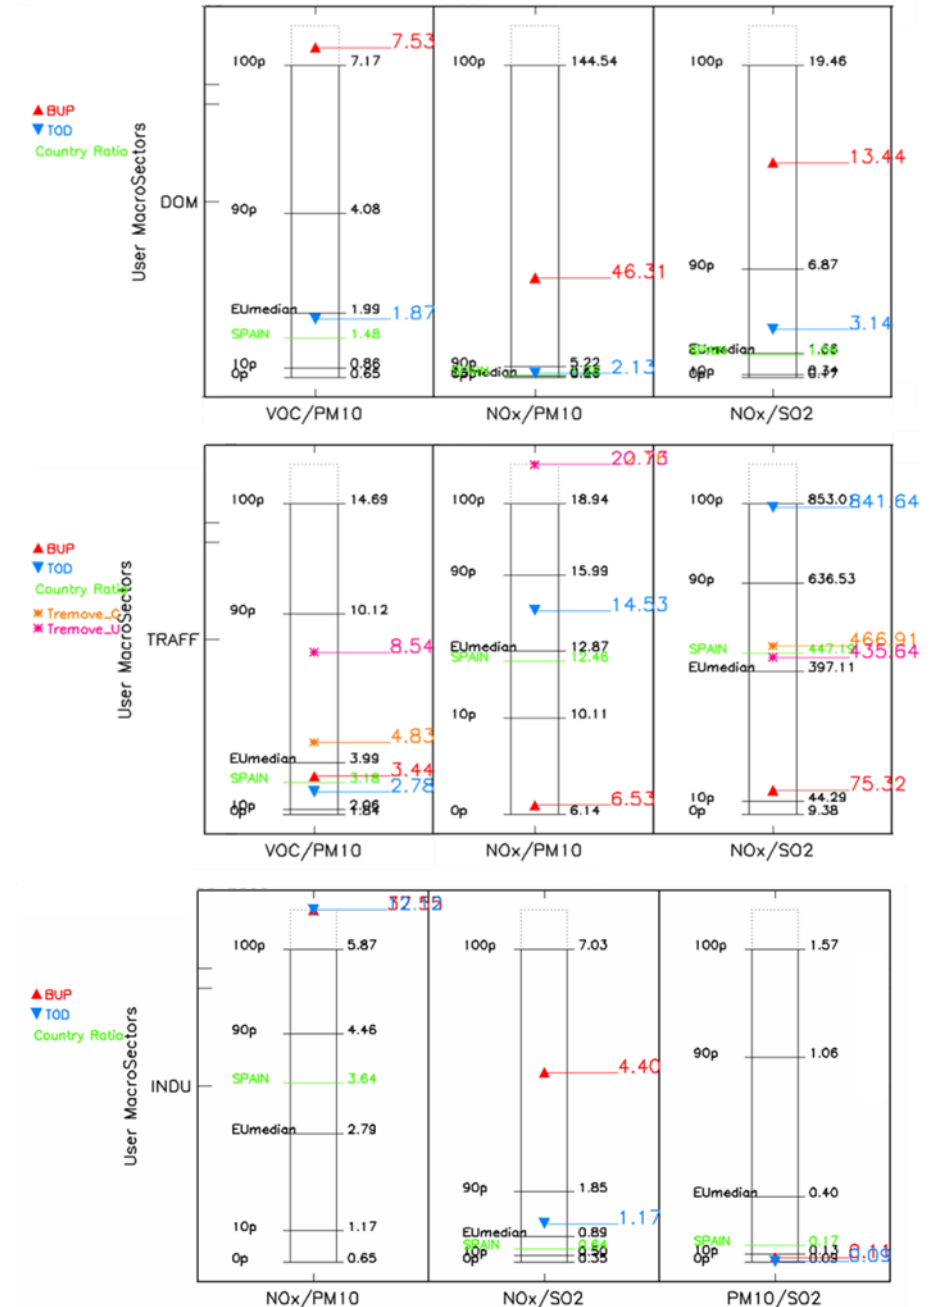 100p 7.53
7.17
100p 144.54
100p 19.46
BUP
TOD
Country Ratio
User MacroSectors
DOM
13.44
90p 4.08
46.31
90p 6.87
EUmedian 1.99
1.87
SPAIN 1.48
3.14
10p 0.86
0p 0.65
90p 5.22
2.13
VOC/PM10 NOx/PM10 NOx/SO2
100p 14.69
100p 18.94
100p
841.64
BUP
TOD
Country Ratio
Tremove_U
User MacroSectors
TRAFF
90p 10.12
90p 15.99
90p 636.53
14.53
8.54
EUmedian 12.87
SPAIN 12.46
466.91
SPAIN
435.64
EUmedian 397.11
10p 10.11
4.83
EUmedian 3.99
3.44
SPAIN 3.18
2.78
10p
0p
6.53
0p 6.14
75.32
10p 44.29
0p 9.38
VOC/PM10 NOx/PM10 NOx/SO2
100p 5.87
100p 7.03
100p 1.57
BUP
TOD
Country Ratio
User MacroSectors
INDU
90p 4.46
90p 1.06
SPAIN 3.64
4.40
EUmedian 2.79
90p 1.85
1.17
EUmedian 0.89
EUmedian 0.40
SPAIN 0.17
10p 1.17
0p 0.65
10p 0.13
0p
0.09
NOx/PM10 NOx/SO2 PM10/SO2